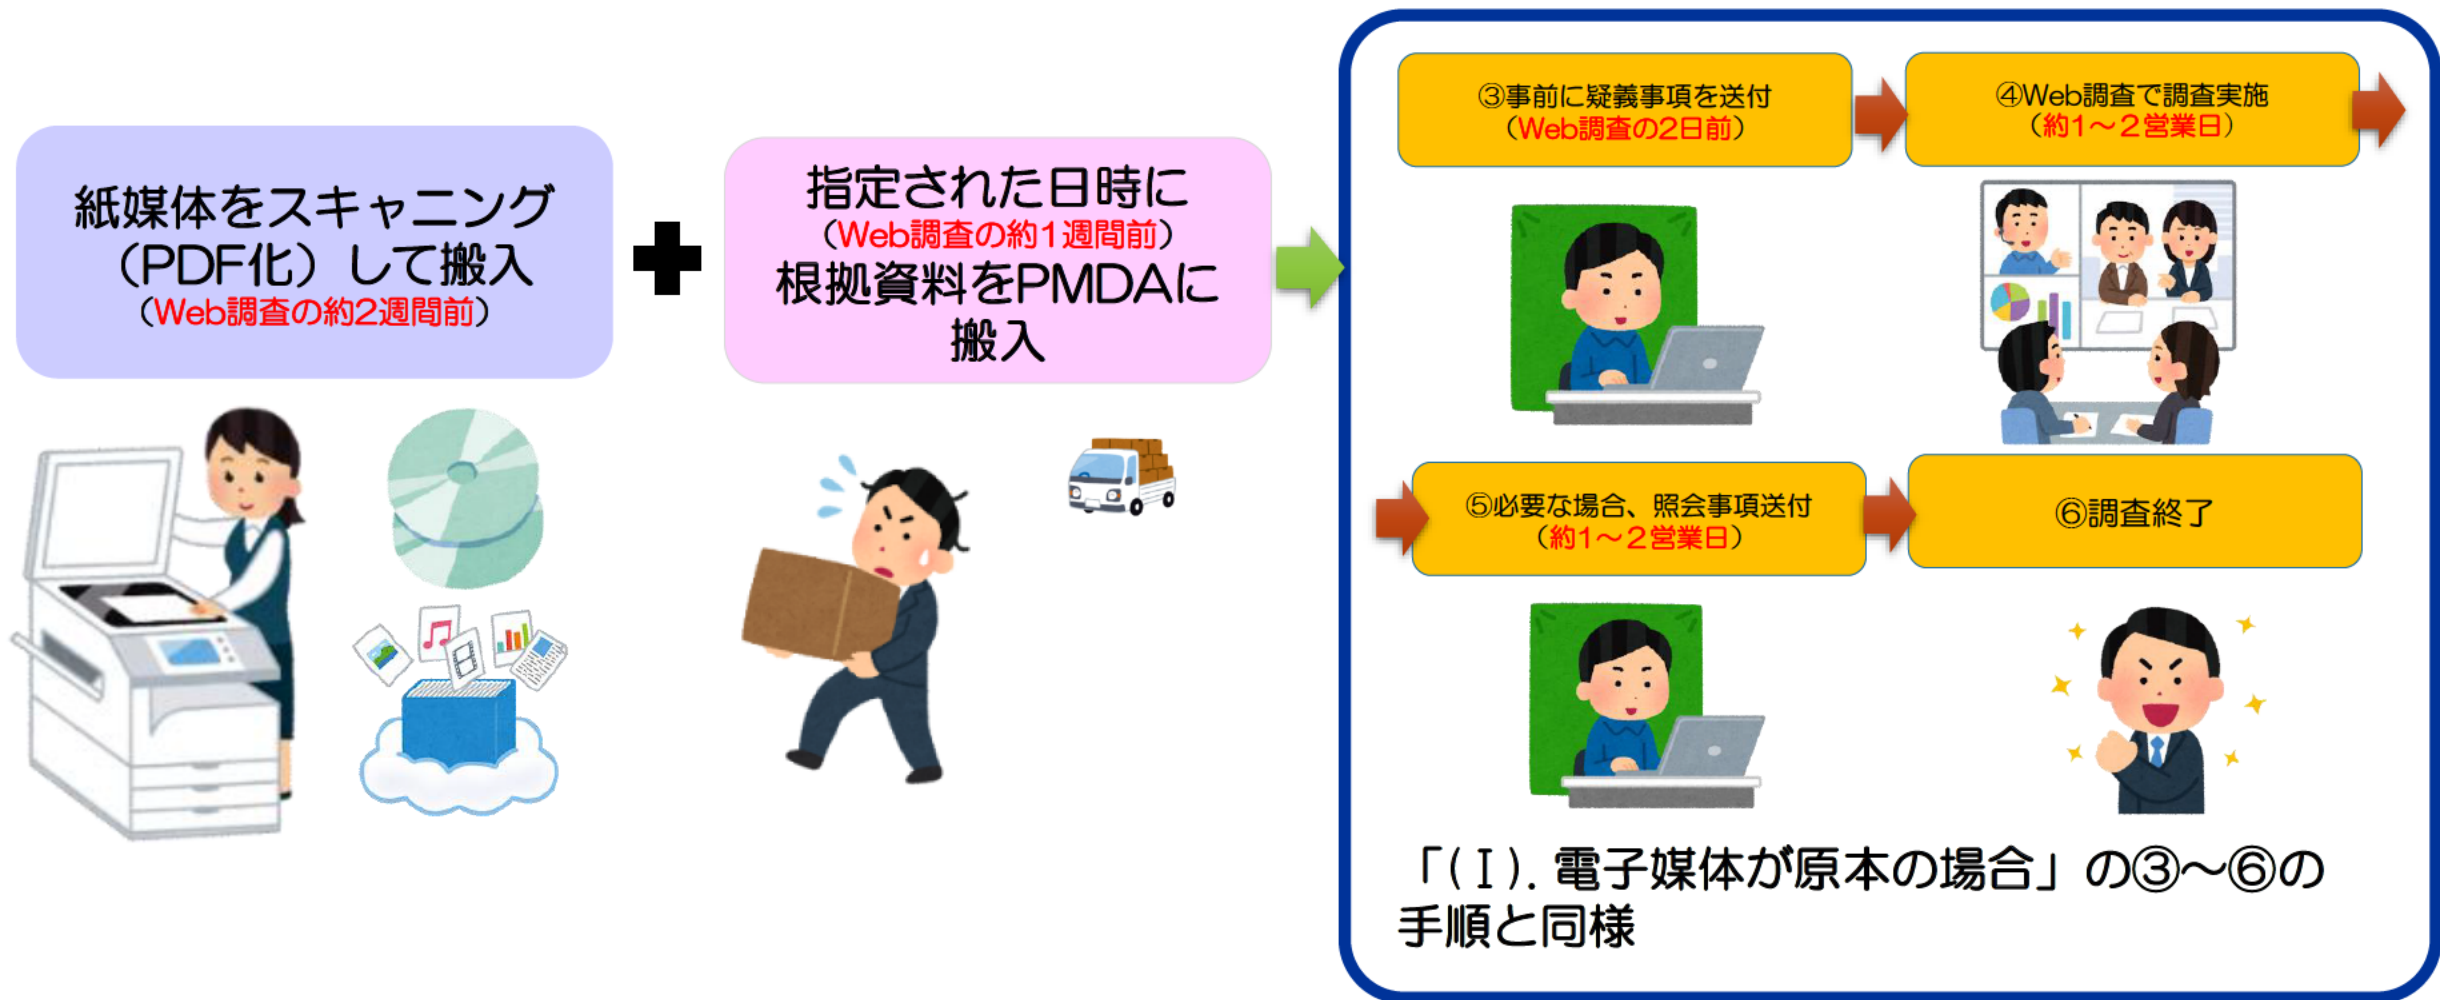 紙媒体をスキャニング
（PDF化）して搬入
（Web調査の約2週間前）
指定された日時に
（Web調査の約1週間前）
根拠資料をPMDAに
搬入
③事前に疑義事項を送付
（Web調査の2日前）
④Web調査で調査実施
（約1～2営業日）
⑤必要な場合、照会事項送付
（約1～2営業日）
⑥調査終了
「(Ⅰ). 電子媒体が原本の場合」の③～⑥の
手順と同様